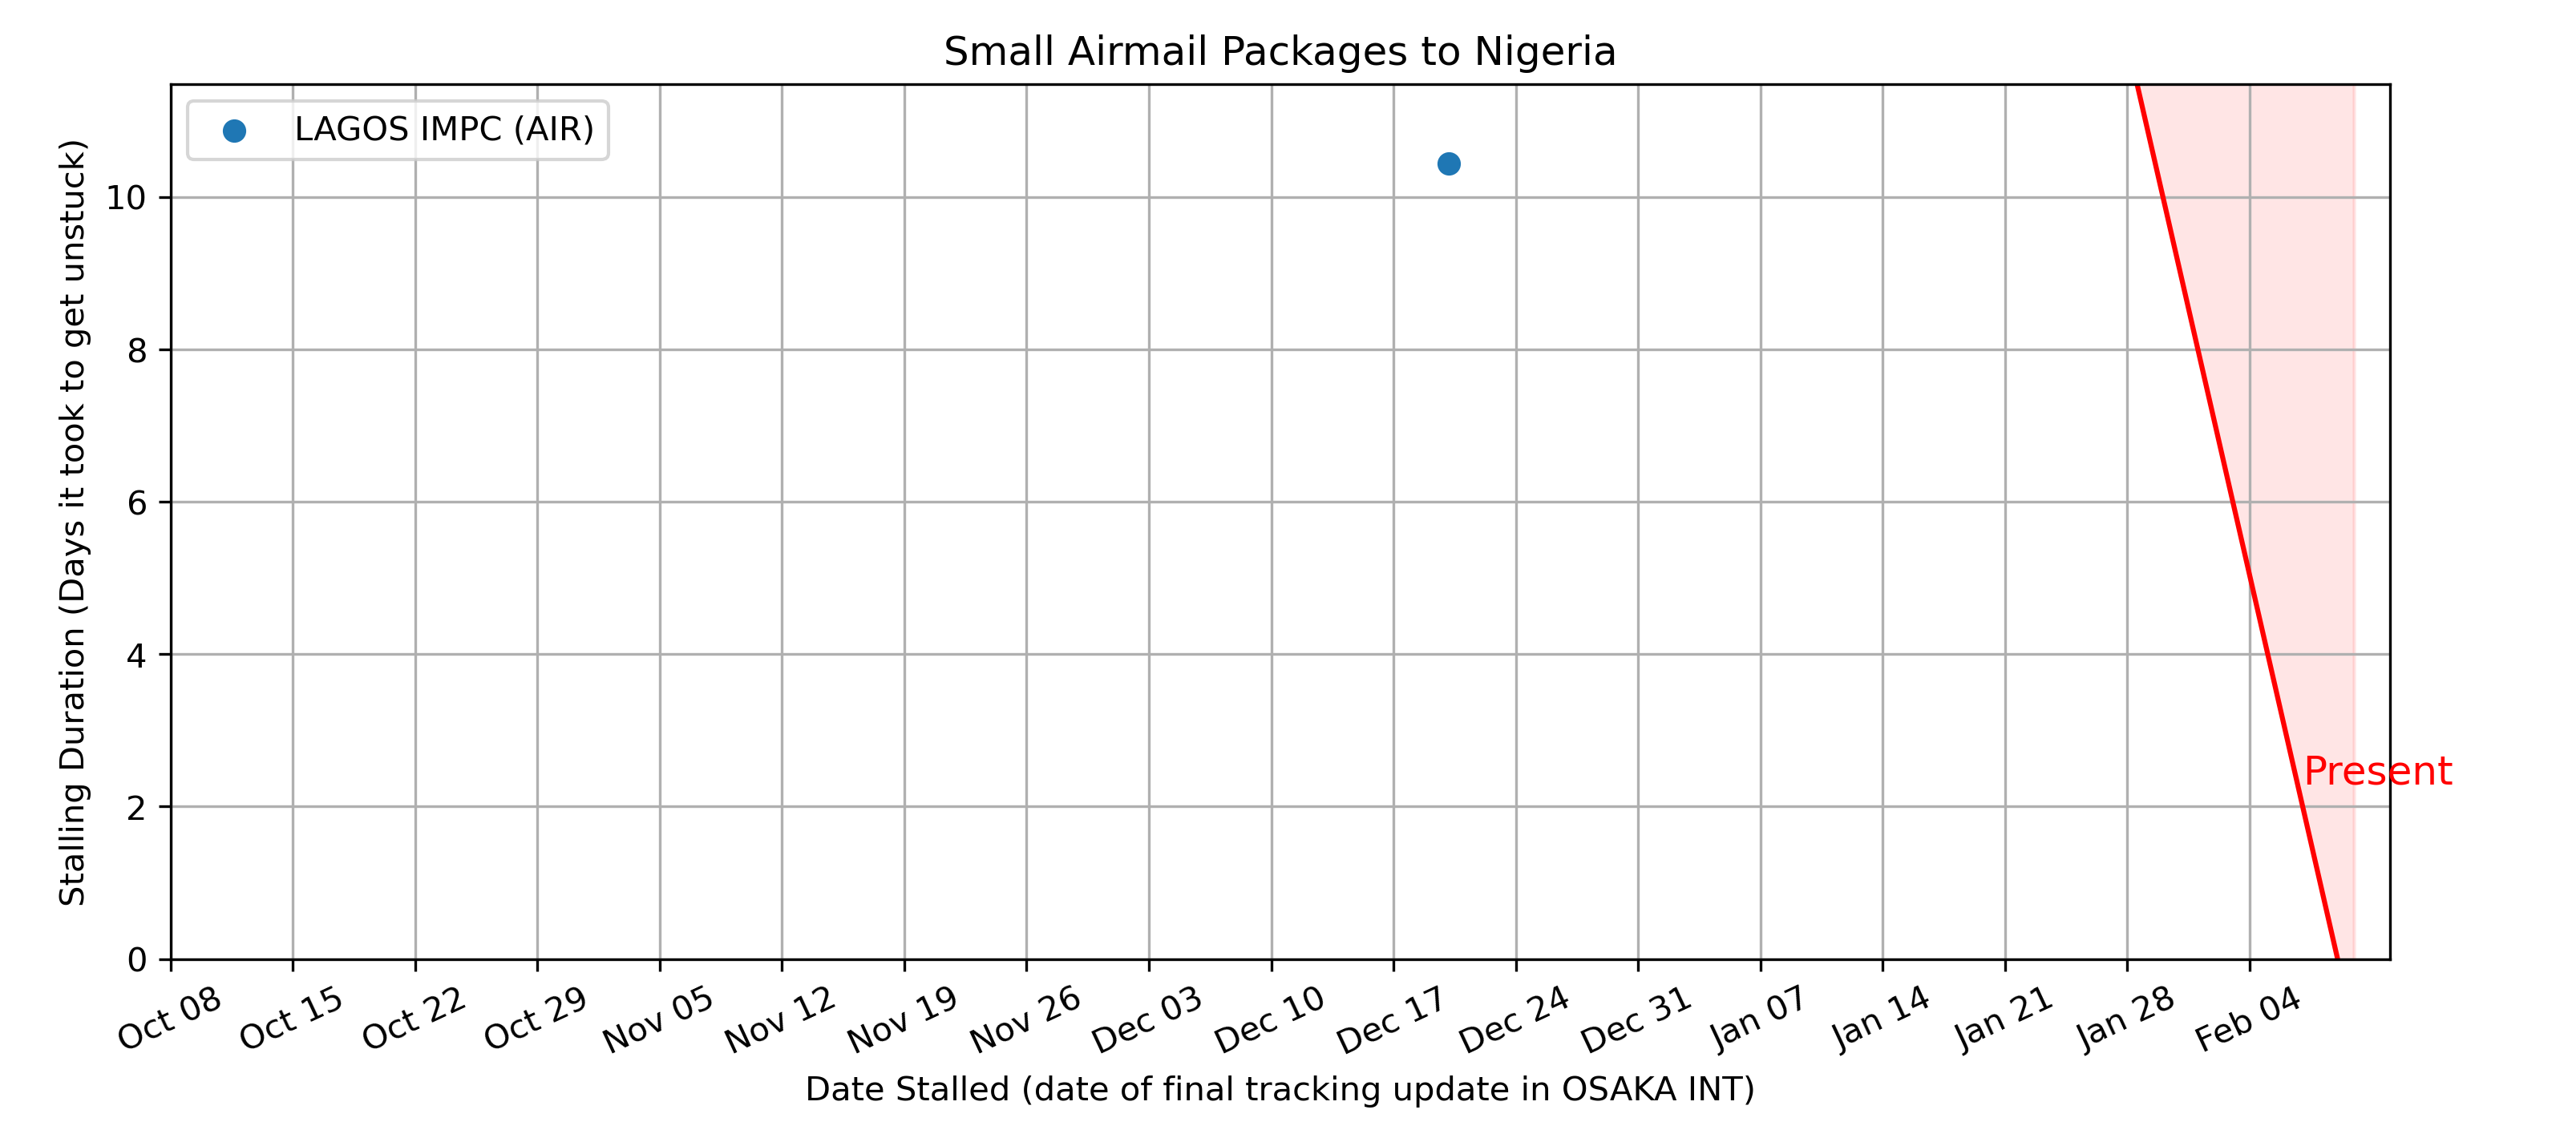 Small Airmail Packages to Nigeria
LAGOS IMPC (AIR)
Stalling Duration (Days it took to get unstuck)
10
8
6
4
2
0
Present
Oct 08
Oct 15
Oct 22
Oct 29
Nov 05
Nov 12
Nov 19
Nov 26
Dec 03
Dec 10
Dec 17
Dec 24
Dec 31
Jan 07
Jan 14
Jan 21
Jan 28
Feb 04
Date Stalled (date of final tracking update in OSAKA INT)